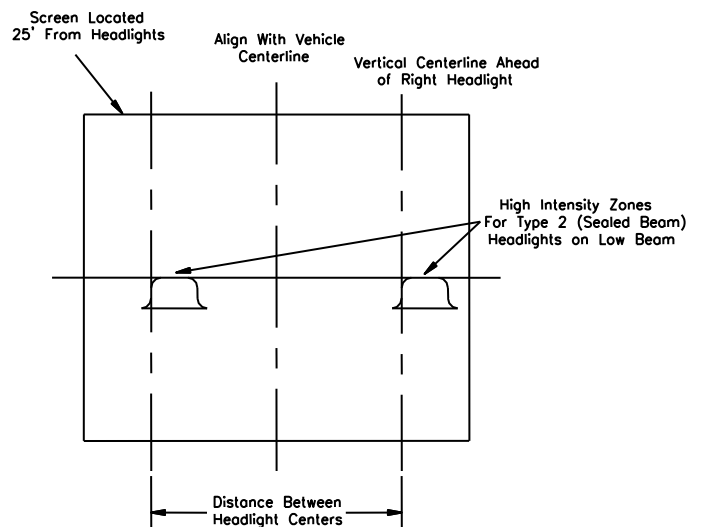 Screen Located
25' From Headlights
Align With Vehicle
Centerline
Vertical Centerline Ahead
of Right Headlight
High Intensity Zones
For Type 2 (Sealed Beam)
Headlights on Low Beam
Distance Between
Headlight Centers